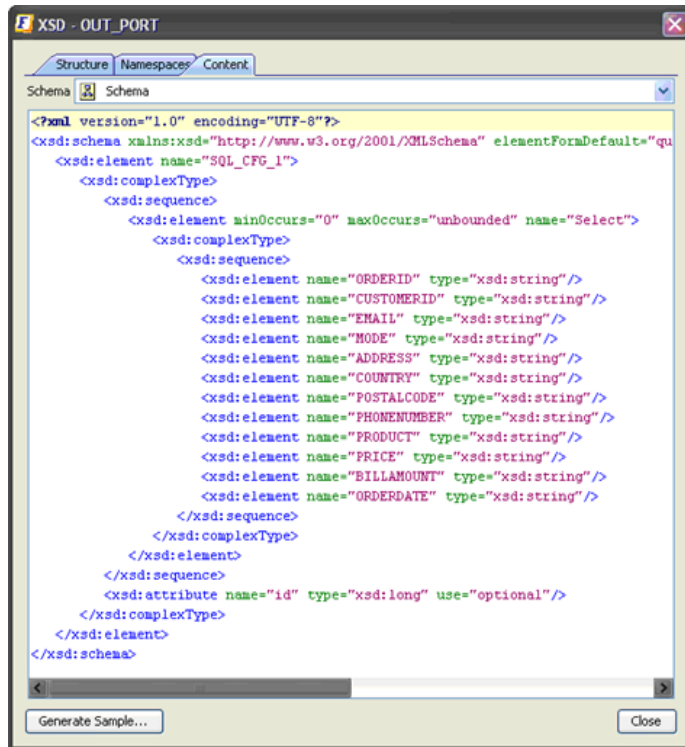 XSD - OUT_PORT
Structure Namespaces Content
Schema Schema
<?xml version="1.0" encoding="UTF-8"?>
<xsd:schema xmlns:xsd="http://www.w3.org/2001/XMLSchema" elementFormDefault="qu
<xsd:element name="SQL_CFG_1">
<xsd:complexType>
<xsd:sequence>
<xsd:element minOccurs="0" maxOccurs="unbounded" name="Select">
<xsd:complexType>
<xsd:sequence>
<xsd:element name="ORDERID" type="xsd:string"/>
<xsd:element name="CUSTOMERID" type="xsd:string"/>
<xsd:element name="EMAIL" type="xsd:string"/>
<xsd:element name="MODE" type="xsd:string"/>
<xsd:element name="ADDRESS" type="xsd:string"/>
<xsd:element name="COUNTRY" type="xsd:string"/>
<xsd:element name="POSTALCODE" type="xsd:string"/>
<xsd:element name="PHONENUMBER" type="xsd:string"/>
<xsd:element name="PRODUCT" type="xsd:string"/>
<xsd:element name="PRICE" type="xsd:string"/>
<xsd:element name="BILLAMOUNT" type="xsd:string"/>
<xsd:element name="ORDERDATE" type="xsd:string"/>
</xsd:sequence>
</xsd:complexType>
</xsd:element>
</xsd:sequence>
<xsd:attribute name="id" type="xsd:long" use="optional"/>
</xsd:complexType>
</xsd:element>
</xsd:schema>
Generate Sample... Close